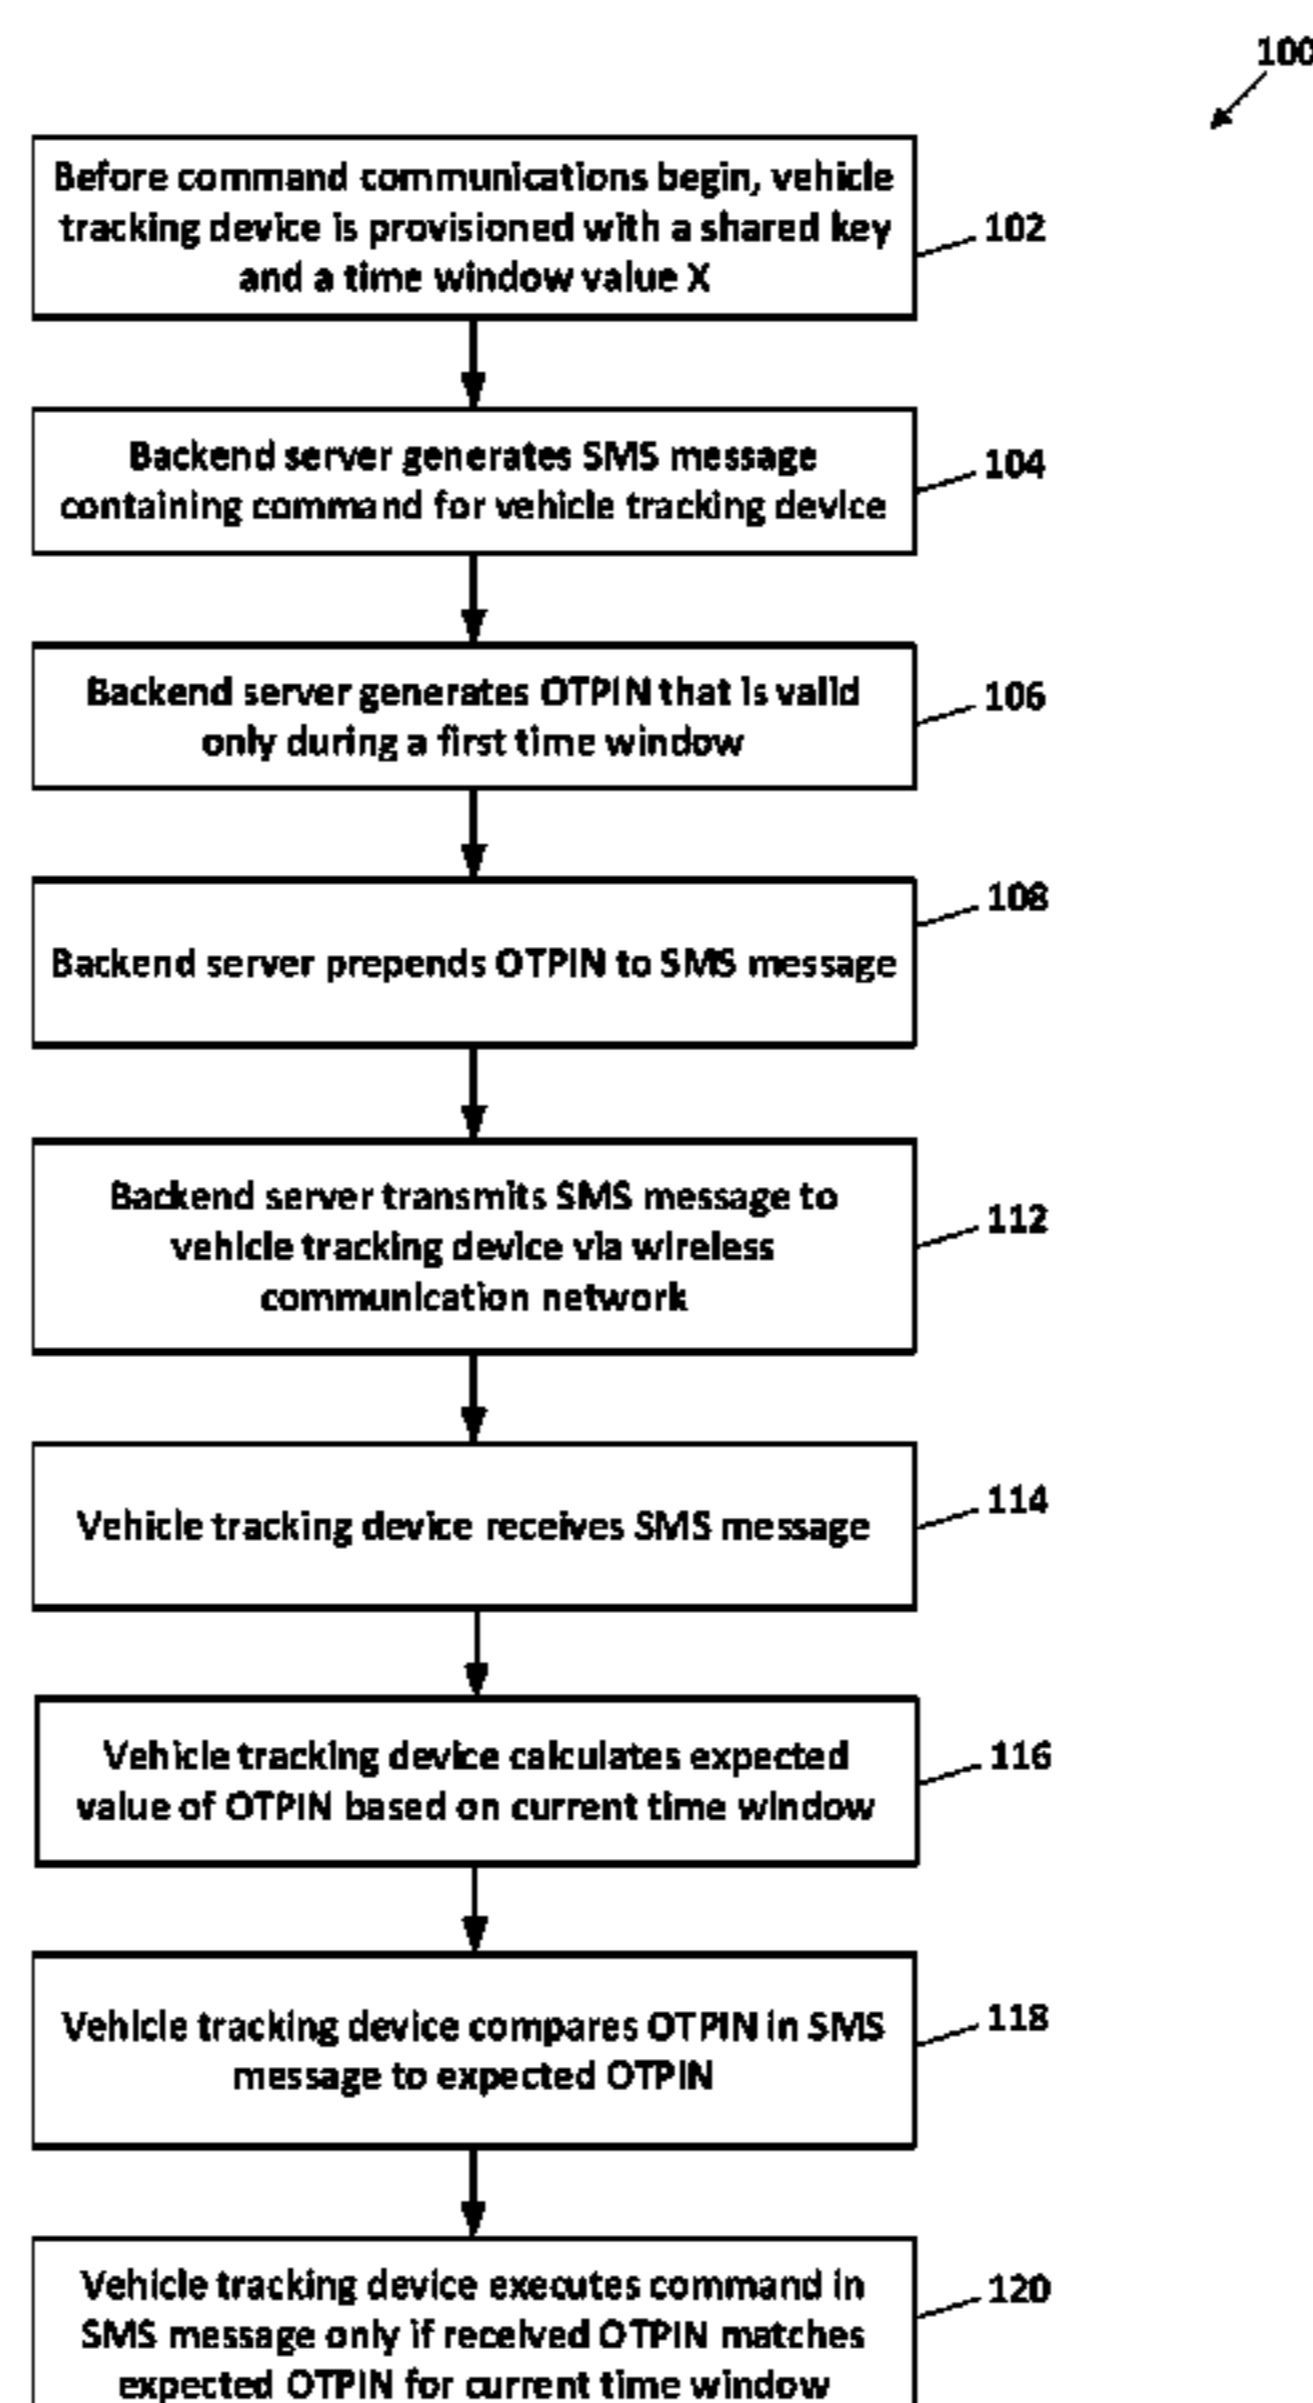 100
Before command communications begin, vehicle
tracking device is provisioned with a shared key
and a time window value X
102
Backend server generates SMS message
containing command for vehicle tracking device
104
Backend server generates OTPIN that is valid
only during a first time window
106
Backend server prepends OTPIN to SMS message
108
Backend server transmits SMS message to
vehicle tracking device via wireless
communication network
112
Vehicle tracking device receives SMS message
114
Vehicle tracking device calculates expected
value of OTPIN based on current time window
116
Vehicle tracking device compares OTPIN in SMS
message to expected OTPIN
118
Vehicle tracking device executes command in
SMS message only if received OTPIN matches
expected OTPIN for current time window
120